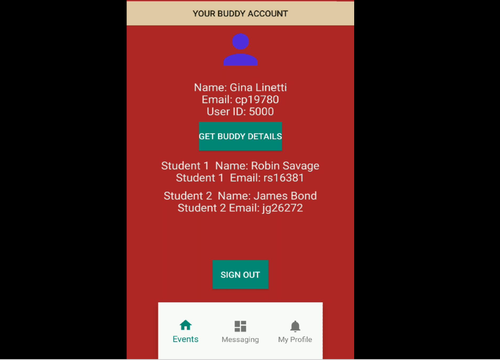 YOUR BUDDY ACCOUNT
Name: Gina Linetti
Email: cp19780
User ID: 5000
GET BUDDY DETAILS
Student 1  Name: Robin Savage
Student 1  Email: rs16381
Student 2  Name: James Bond
Student 2 Email: jg26272
SIGN OUT
Events
Messaging
My Profile